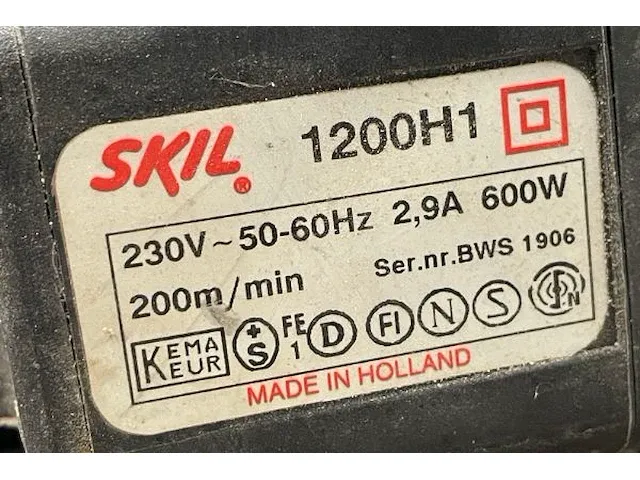 SKIL® 1200H1
230V ~ 50-60Hz 2,9A 600W
200m/min Ser.nr.BWS 1906
KEMA KEUR +S FE 1 D FI N S
MADE IN HOLLAND